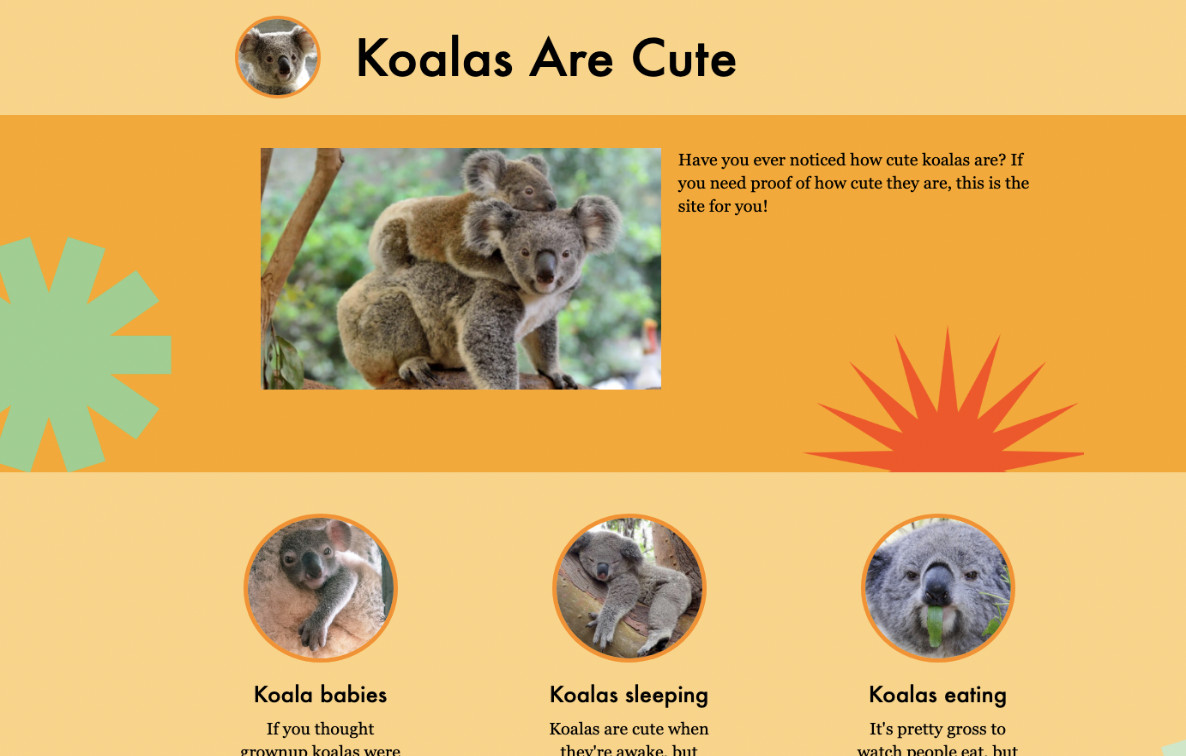 Koalas Are Cute
Have you ever noticed how cute koalas are? If
you need proof of how cute they are, this is the
site for you!
Koala babies
If you thought
grownup koalas were
Koalas sleeping
Koalas are cute when
they're awake, but
Koalas eating
It's pretty gross to
watch people eat, but